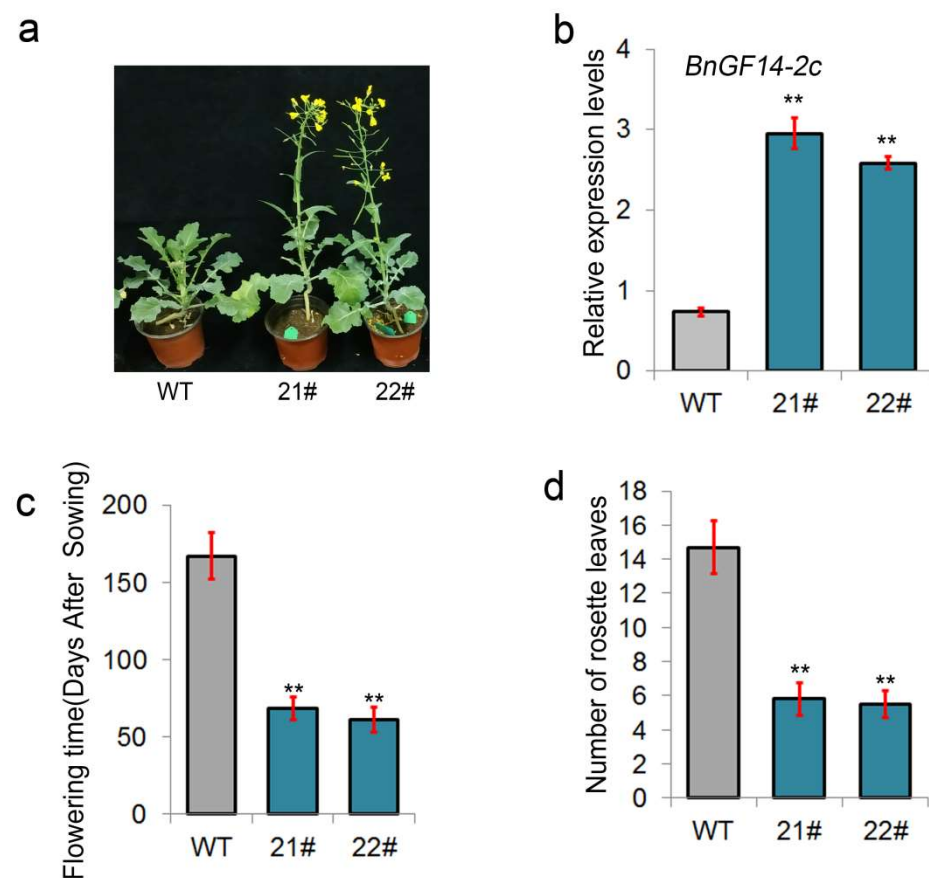 a
WT 21# 22#
b
BnGF14-2c
Relative expression levels
4
3
2
1
0
**
**
WT 21# 22#
c
Flowering time(Days After Sowing)
200
150
100
50
0
**
**
WT 21# 22#
d
Number of rosette leaves
18
16
14
12
10
8
6
4
2
0
**
**
WT 21# 22#